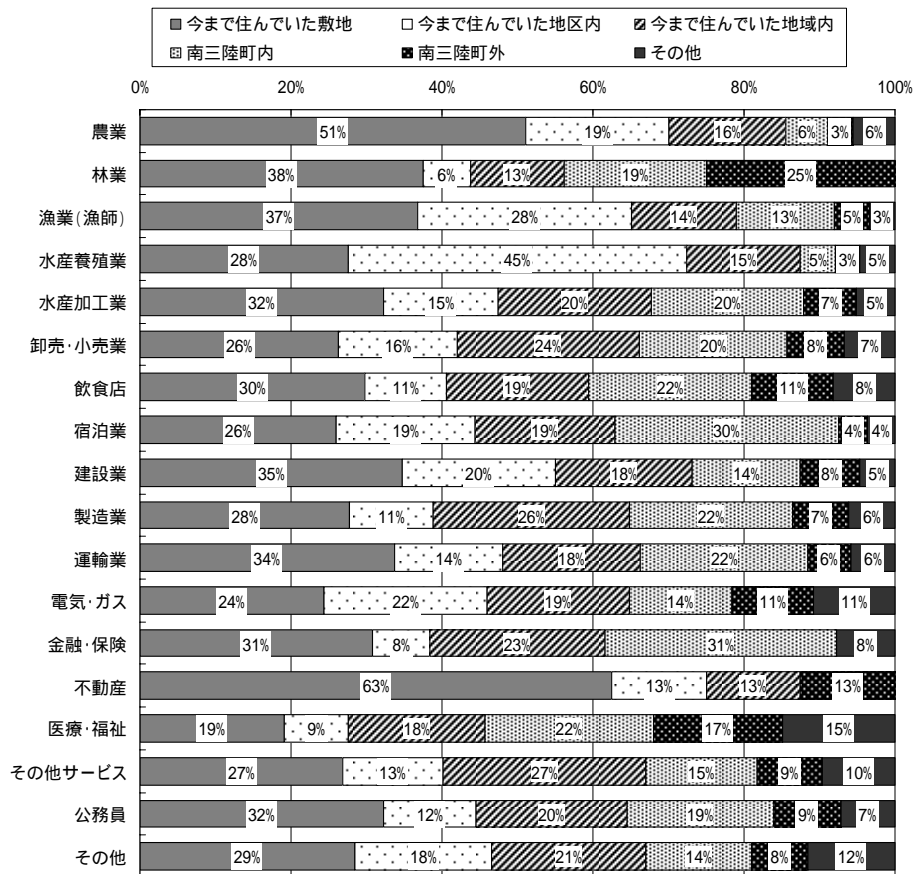 今まで住んでいた敷地 今まで住んでいた地区内 今まで住んでいた地域内
南三陸町内 南三陸町外 その他
0% 20% 40% 60% 80% 100%
農業 51% 19% 16% 6% 3% 6%
林業 38% 6% 13% 19% 25%
漁業(漁師) 37% 28% 14% 13% 5% 3%
水産養殖業 28% 45% 15% 5% 3% 5%
水産加工業 32% 15% 20% 20% 7% 5%
卸売・小売業 26% 16% 24% 20% 8% 7%
飲食店 30% 11% 19% 22% 11% 8%
宿泊業 26% 19% 19% 30% 4% 4%
建設業 35% 20% 18% 14% 8% 5%
製造業 28% 11% 26% 22% 7% 6%
運輸業 34% 14% 18% 22% 6% 6%
電気・ガス 24% 22% 19% 14% 11% 11%
金融・保険 31% 8% 23% 31% 8%
不動産 63% 13% 13% 13%
医療・福祉 19% 9% 18% 22% 17% 15%
その他サービス 27% 13% 27% 15% 9% 10%
公務員 32% 12% 20% 19% 9% 7%
その他 29% 18% 21% 14% 8% 12%